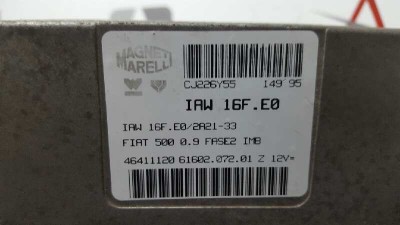 MAGNETI
MARELLI
CJ226Y55 149 95
IAW 16F.E0
IAW 16F.E0/2A21-33
FIAT 500 0.9 FASE2 IMB
46411120 61602.072.01 Z 12V=